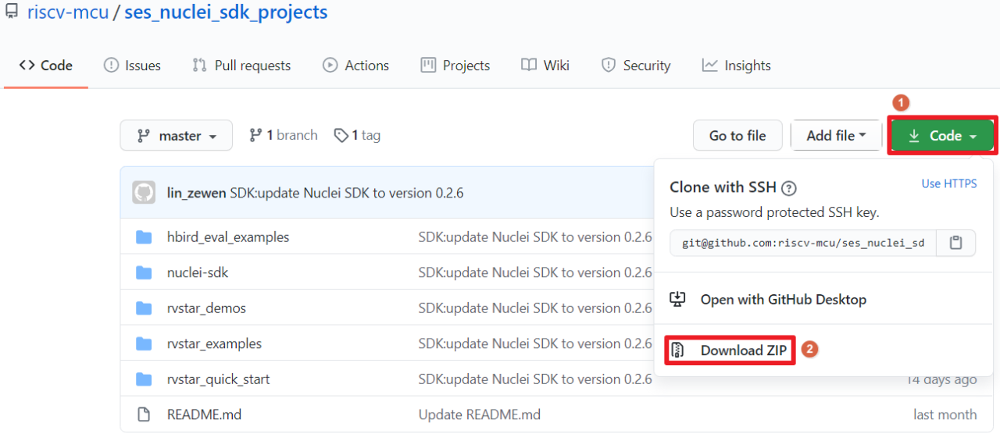 riscv-mcu / ses_nuclei_sdk_projects
Code Issues Pull requests Actions Projects Wiki Security Insights
1
master 1 branch 1 tag Go to file Add file Code
lin_zewen SDK:update Nuclei SDK to version 0.2.6
Clone with SSH ? Use HTTPS
Use a password protected SSH key.
git@github.com:riscv-mcu/ses_nuclei_sd
hbird_eval_examples SDK:update Nuclei SDK to version 0.2.6
nuclei-sdk SDK:update Nuclei SDK to version 0.2.6
Open with GitHub Desktop
rvstar_demos SDK:update Nuclei SDK to version 0.2.6
rvstar_examples SDK:update Nuclei SDK to version 0.2.6
Download ZIP 2
rvstar_quick_start SDK:update Nuclei SDK to version 0.2.6 14 days ago
README.md Update README.md last month